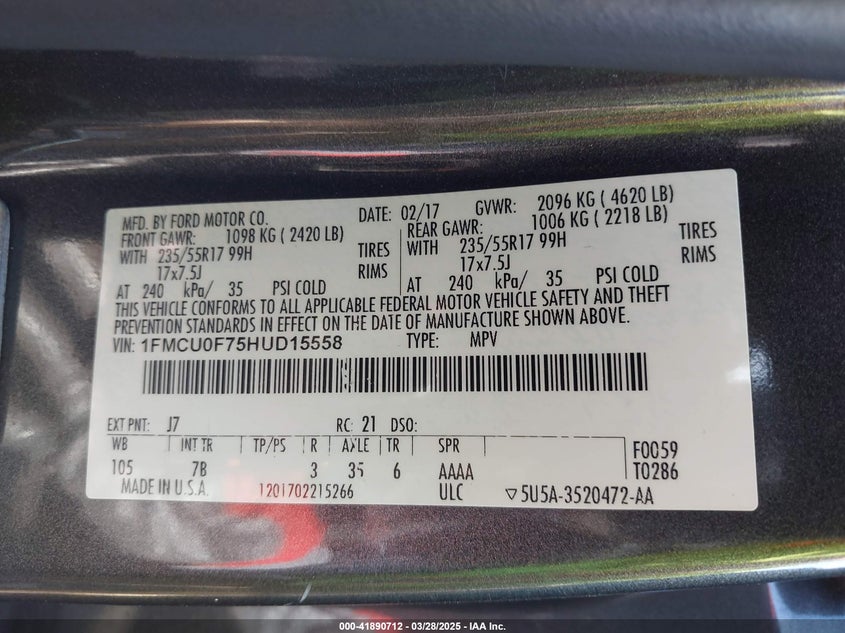 MFD. BY FORD MOTOR CO. DATE: 02/17 GVWR: 2096 KG ( 4620 LB)
FRONT GAWR: 1098 KG ( 2420 LB) REAR GAWR: 1006 KG ( 2218 LB)
WITH 235/55R17 99H TIRES WITH 235/55R17 99H TIRES
17x7.5J RIMS 17x7.5J RIMS
AT 240 kPa/ 35 PSI COLD AT 240 kPa/ 35 PSI COLD
THIS VEHICLE CONFORMS TO ALL APPLICABLE FEDERAL MOTOR VEHICLE SAFETY AND THEFT
PREVENTION STANDARDS IN EFFECT ON THE DATE OF MANUFACTURE SHOWN ABOVE.
VIN: 1FMCU0F75HUD15558 TYPE: MPV
EXT PNT: J7 RC: 21 DSO:
WB INT TR TP/PS R AXLE TR SPR F0059
105 7B 3 35 6 AAAA T0286
MADE IN U.S.A. 1201702215266 ULC ▽5U5A-3520472-AA
000-41890712 — 03/28/2025 - IAA Inc.